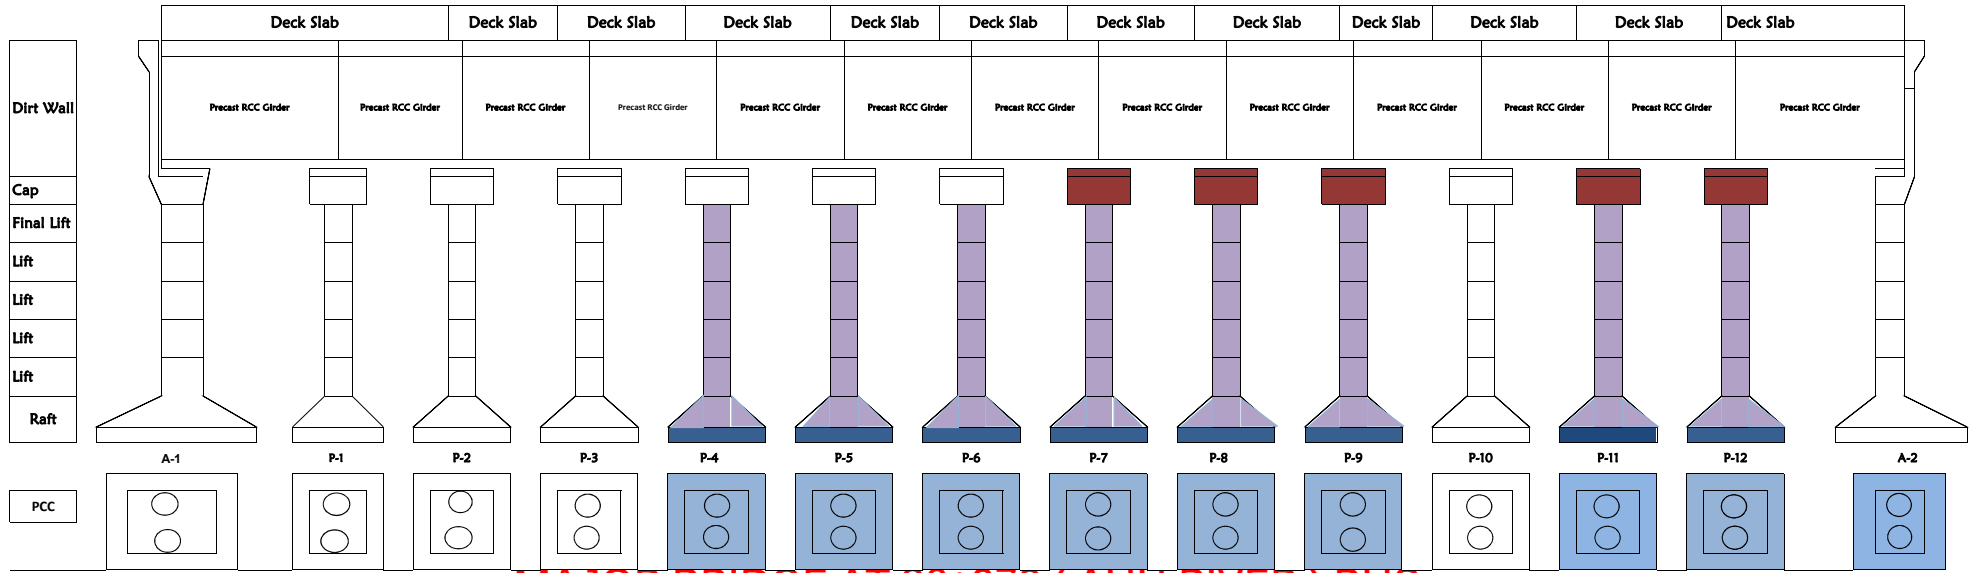 Deck Slab Deck Slab Deck Slab Deck Slab Deck Slab Deck Slab Deck Slab Deck Slab Deck Slab Deck Slab Deck Slab Deck Slab
Dirt Wall Precast RCC Girder Precast RCC Girder Precast RCC Girder Precast RCC Girder Precast RCC Girder Precast RCC Girder Precast RCC Girder Precast RCC Girder Precast RCC Girder Precast RCC Girder Precast RCC Girder Precast RCC Girder Precast RCC Girder
Cap
Final Lift
Lift
Lift
Lift
Lift
Raft
A-1 P-1 P-2 P-3 P-4 P-5 P-6 P-7 P-8 P-9 P-10 P-11 P-12 A-2
PCC
MAJOR BRIDGE AT